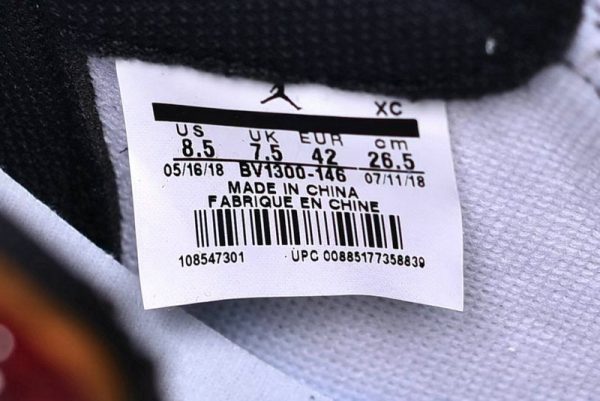 XC
US UK EUR cm
8.5 7.5 42 26.5
05/16/18 BV1300-146 07/11/18
MADE IN CHINA
FABRIQUE EN CHINE
108547301 UPC 00885177358839